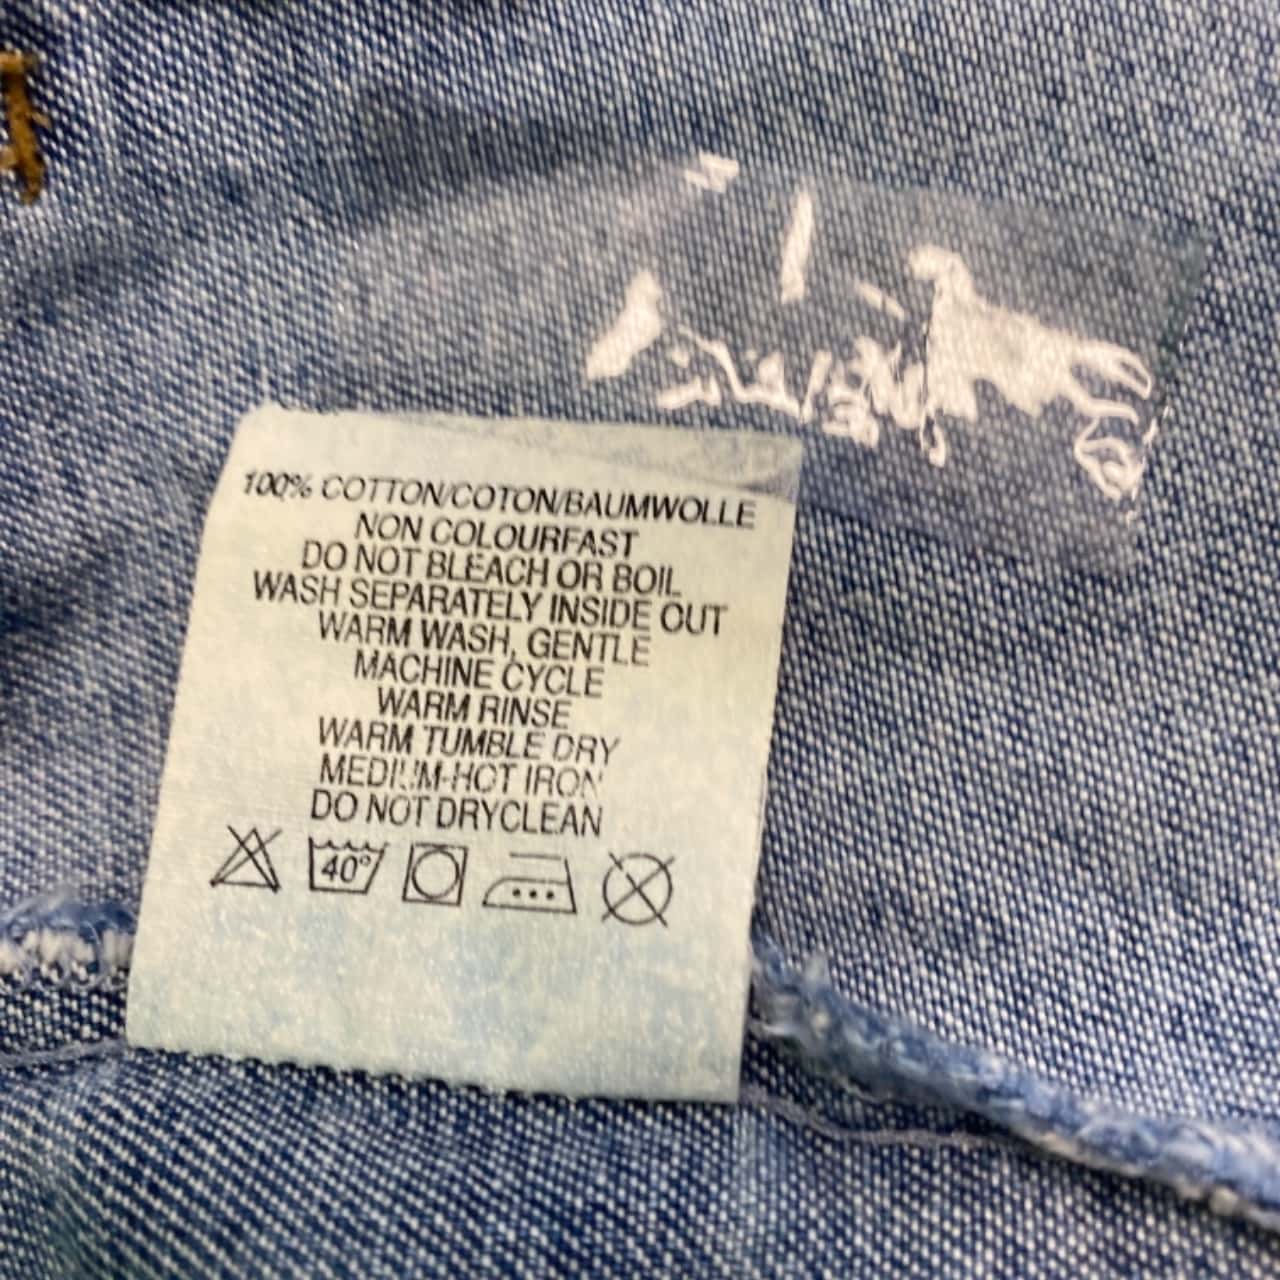 100% COTTON/COTON/BAUMWOLLE
NON COLOURFAST
DO NOT BLEACH OR BOIL
WASH SEPARATELY INSIDE OUT
WARM WASH, GENTLE
MACHINE CYCLE
WARM RINSE
WARM TUMBLE DRY
MEDIUM-HOT IRON
DO NOT DRYCLEAN
40°